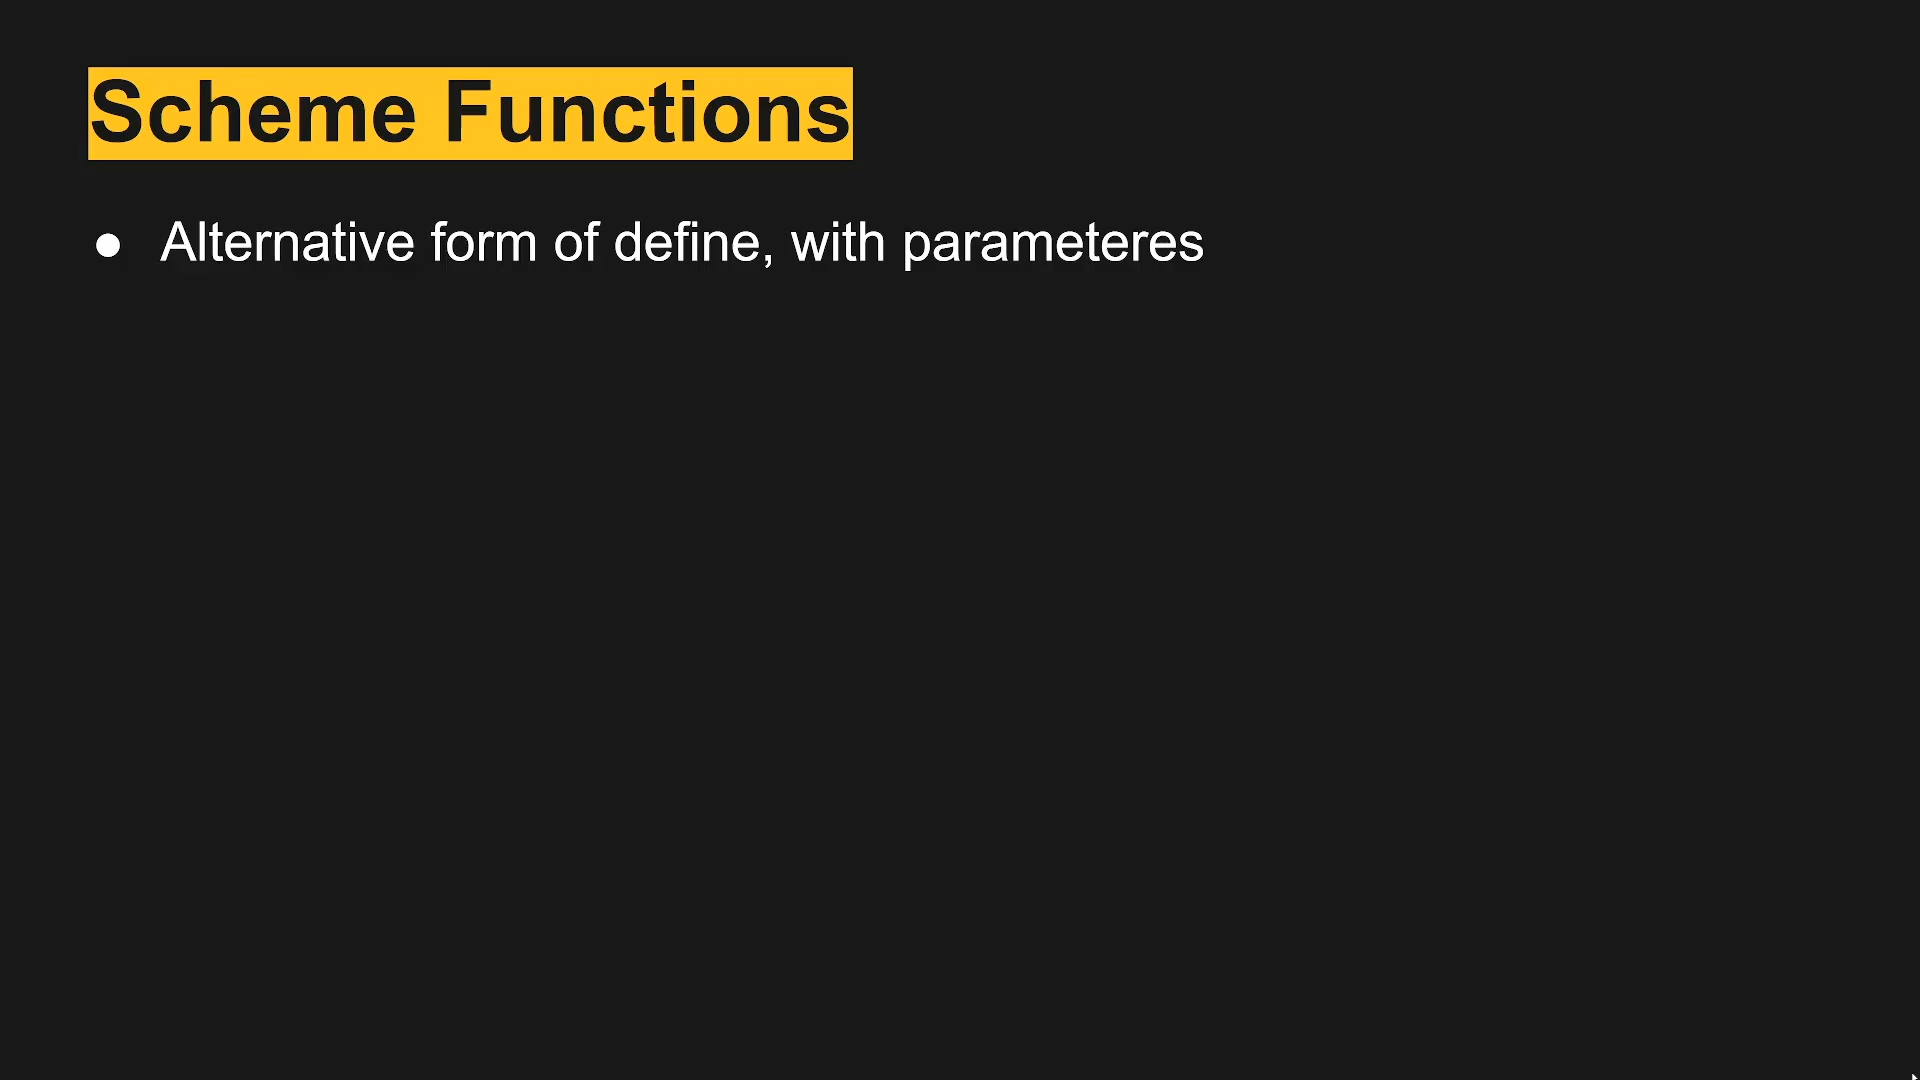 Scheme Functions
● Alternative form of define, with parameteres